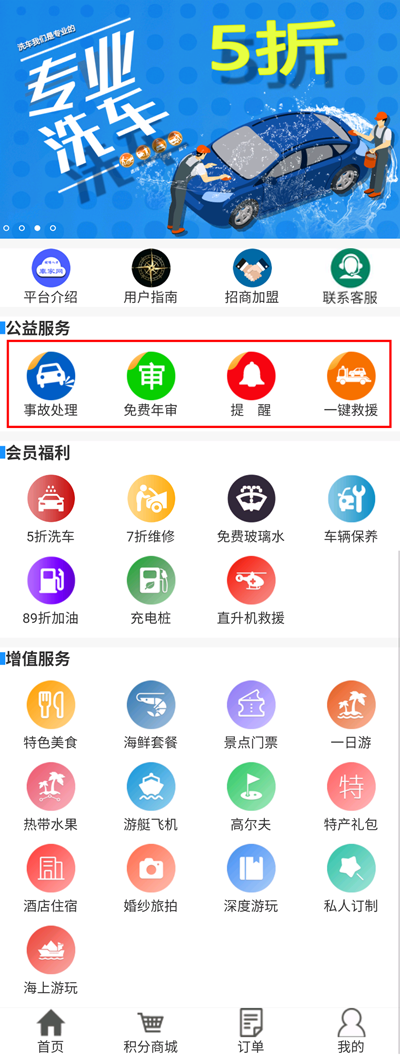 洗车我们是专业的
专业
洗车
5折
车家网
平台介绍 用户指南 招商加盟 联系客服
公益服务
审
事故处理 免费年审 提 醒 一键救援
会员福利
5折洗车 7折维修 免费玻璃水 车辆保养
89折加油 充电桩 直升机救援
增值服务
特色美食 海鲜套餐 景点门票 一日游
特
热带水果 游艇飞机 高尔夫 特产礼包
酒店住宿 婚纱旅拍 深度游玩 私人订制
海上游玩
首页 积分商城 订单 我的